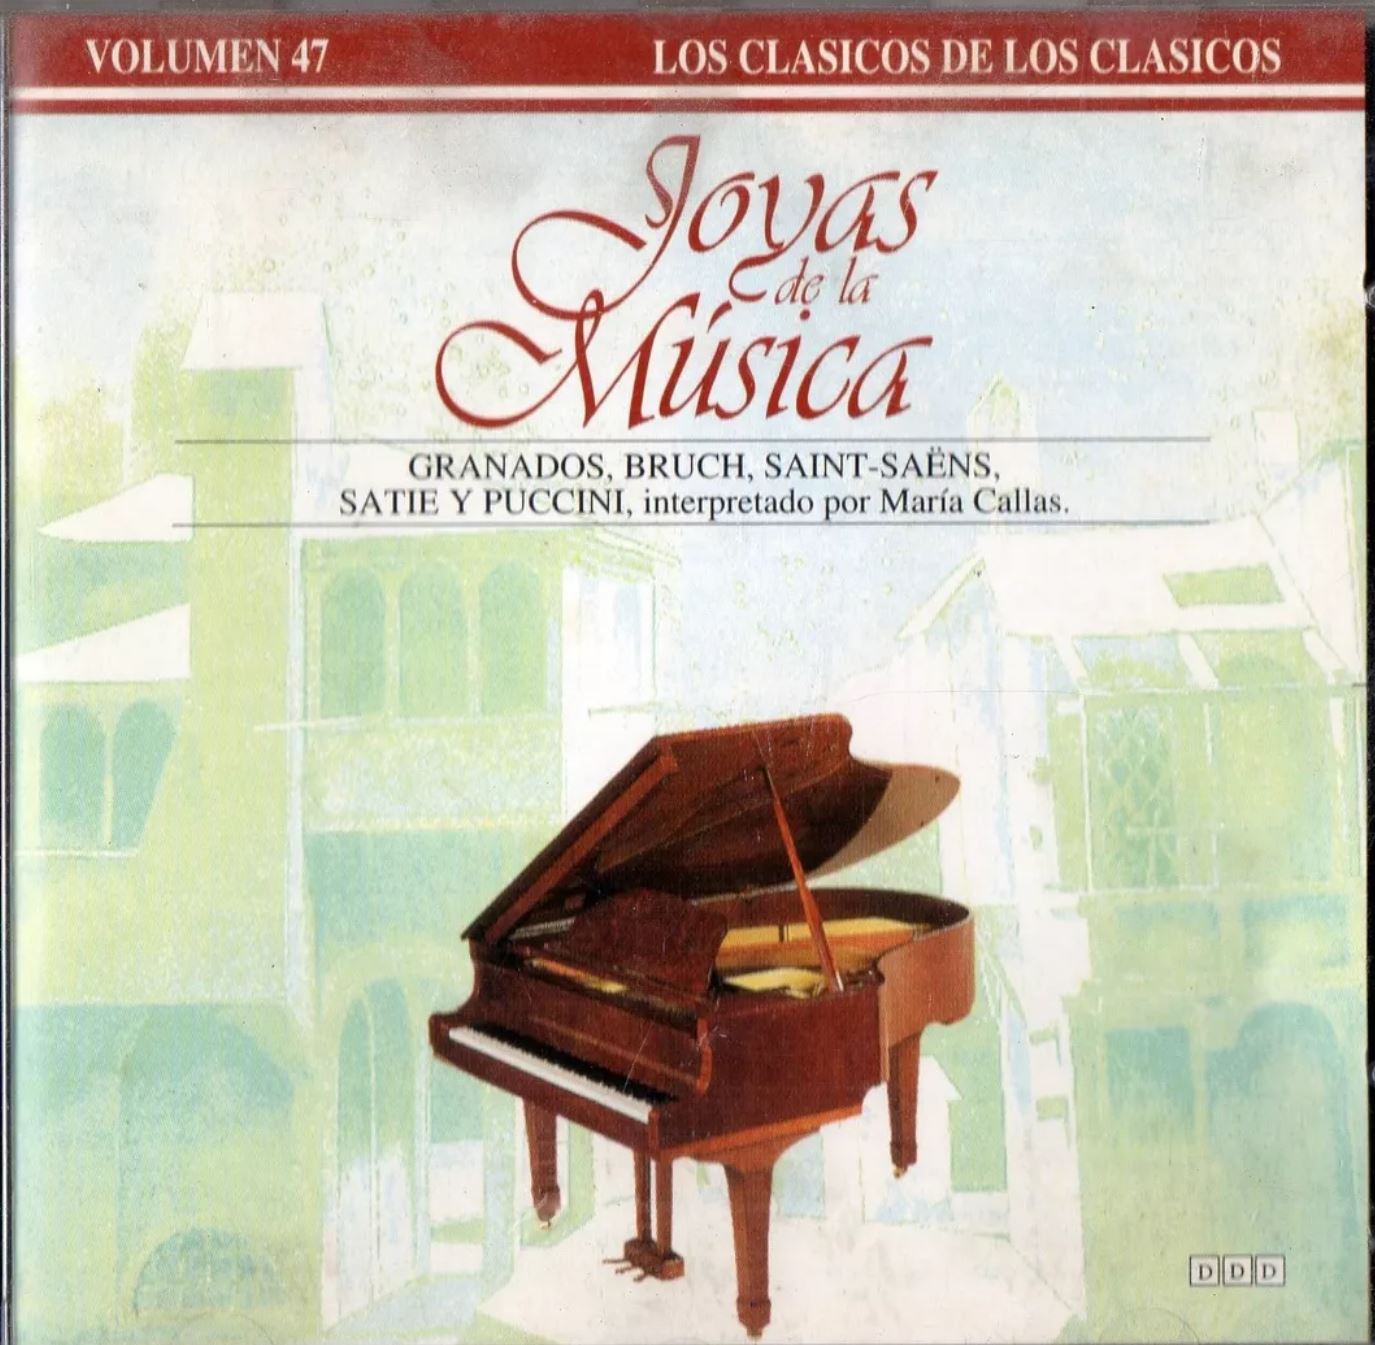 VOLUMEN 47
LOS CLASICOS DE LOS CLASICOS
Joyas
de la
Música
GRANADOS, BRUCH, SAINT-SAËNS,
SATIE Y PUCCINI, interpretado por María Callas.
D D D